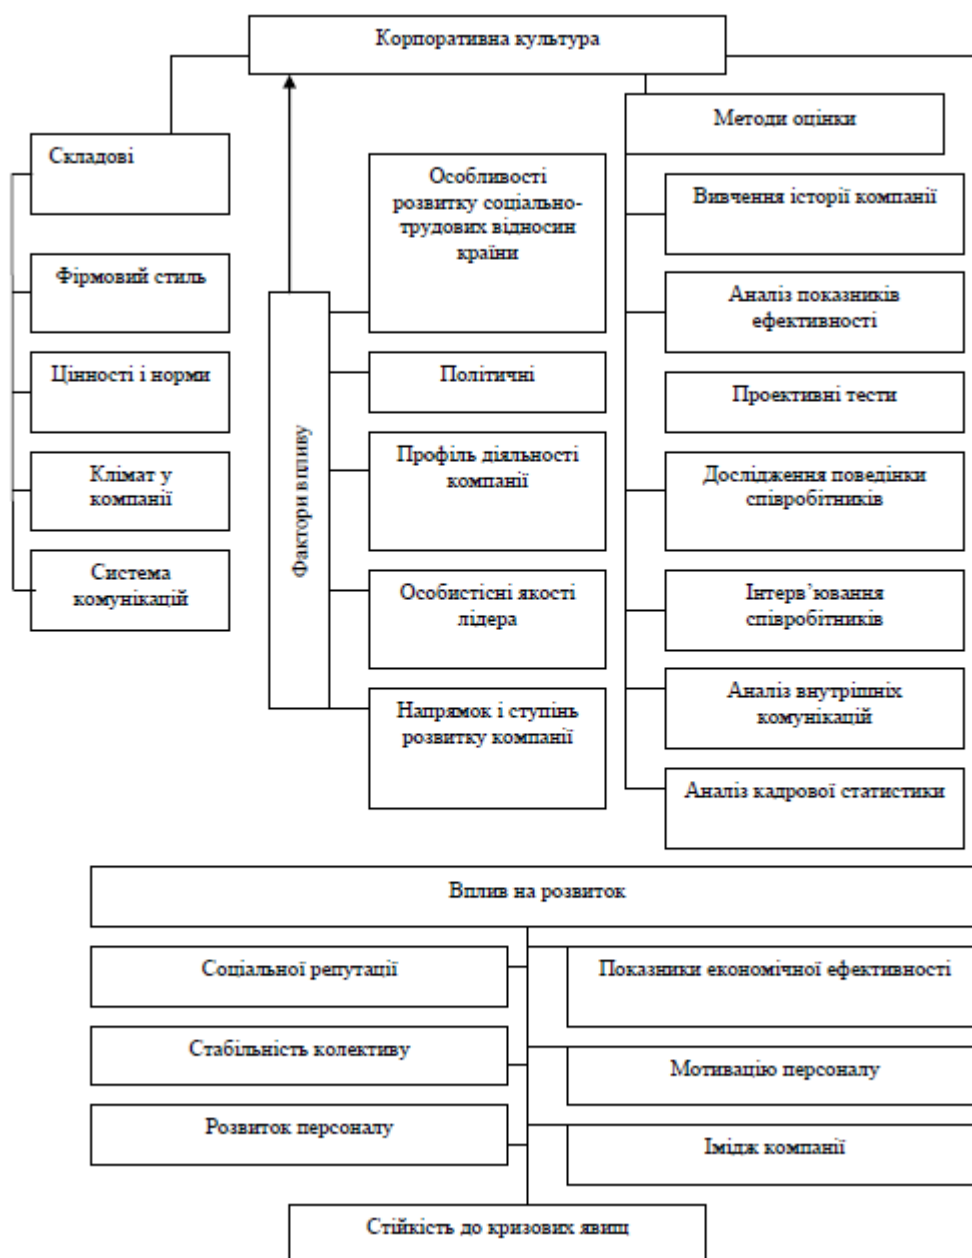 Корпоративна культура
Складові
Фірмовий стиль
Цінності і норми
Клімат у
компанії
Система
комунікацій
Фактори впливу
Особливості
розвитку соціально-
трудових відносин
країни
Політичні
Профіль діяльності
компанії
Особистісні якості
лідера
Напрямок і ступінь
розвитку компанії
Методи оцінки
Вивчення історії компанії
Аналіз показників
ефективності
Проективні тести
Дослідження поведінки
співробітників
Інтерв’ювання
співробітників
Аналіз внутрішніх
комунікацій
Аналіз кадрової статистики
Вплив на розвиток
Соціальної репутації
Стабільність колективу
Розвиток персоналу
Показники економічної ефективності
Мотивацію персоналу
Імідж компанії
Стійкість до кризових явищ